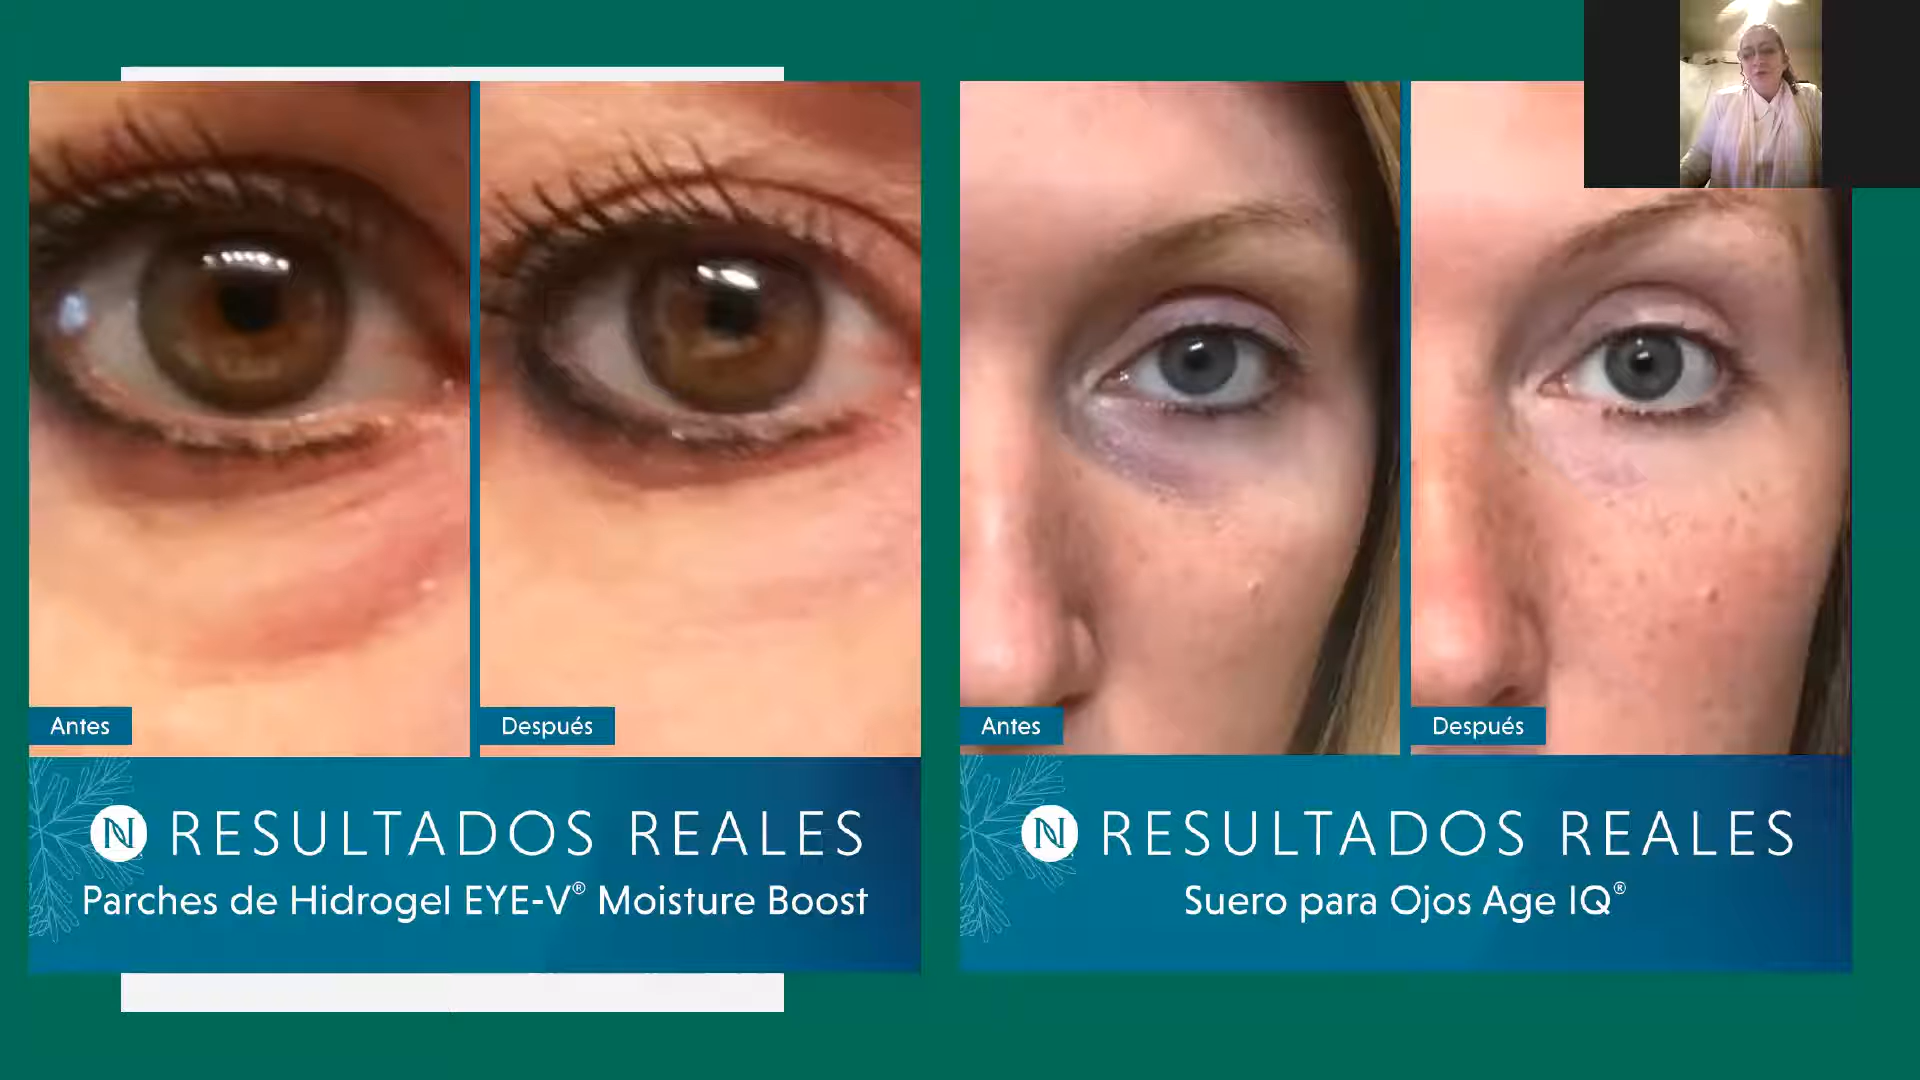 Antes
Después
N RESULTADOS REALES
Parches de Hidrogel EYE-V® Moisture Boost
Antes
Después
N RESULTADOS REALES
Suero para Ojos Age IQ®